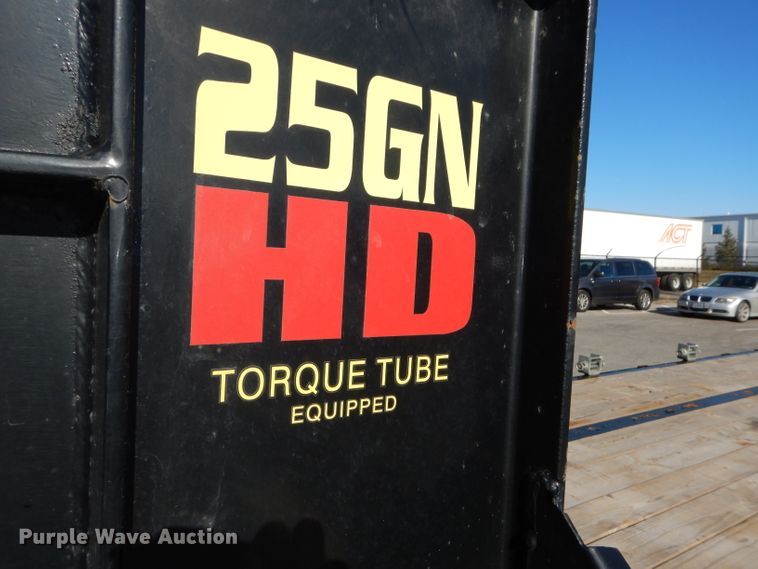 25GN
HD
TORQUE TUBE
EQUIPPED
ACT
Purple Wave Auction